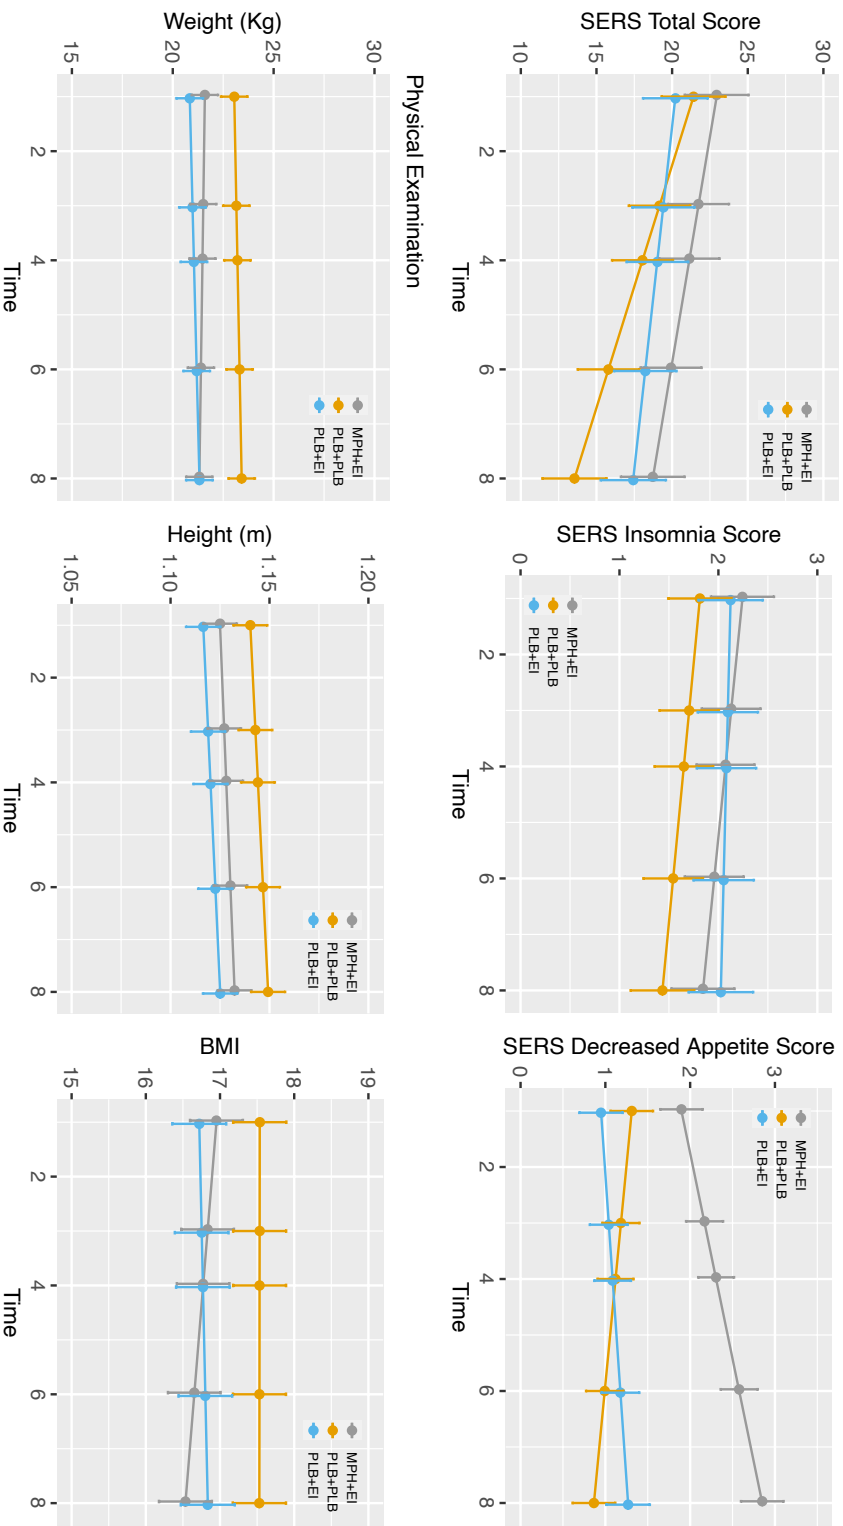 SERS Total Score
30
25
20
15
10
MPH+EI
PLB+PLB
PLB+EI
2 4 6 8
Time
SERS Insomnia Score
3
2
1
0
MPH+EI
PLB+PLB
PLB+EI
2 4 6 8
Time
SERS Decreased Appetite Score
3
2
1
0
MPH+EI
PLB+PLB
PLB+EI
2 4 6 8
Time
Physical Examination
Weight (Kg)
30
25
20
15
MPH+EI
PLB+PLB
PLB+EI
2 4 6 8
Time
Height (m)
1.20
1.15
1.10
1.05
MPH+EI
PLB+PLB
PLB+EI
2 4 6 8
Time
BMI
19
18
17
16
15
MPH+EI
PLB+PLB
PLB+EI
2 4 6 8
Time